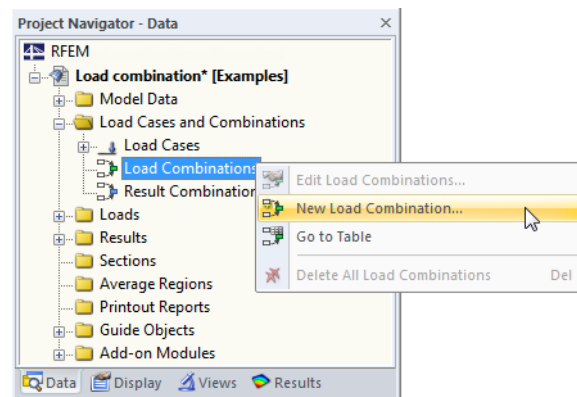 Project Navigator - Data
RFEM
Load combination* [Examples]
Model Data
Load Cases and Combinations
Load Cases
Load Combinations
Result Combination
Loads
Results
Sections
Average Regions
Printout Reports
Guide Objects
Add-on Modules
Edit Load Combinations...
New Load Combination...
Go to Table
Delete All Load Combinations Del
Data Display Views Results